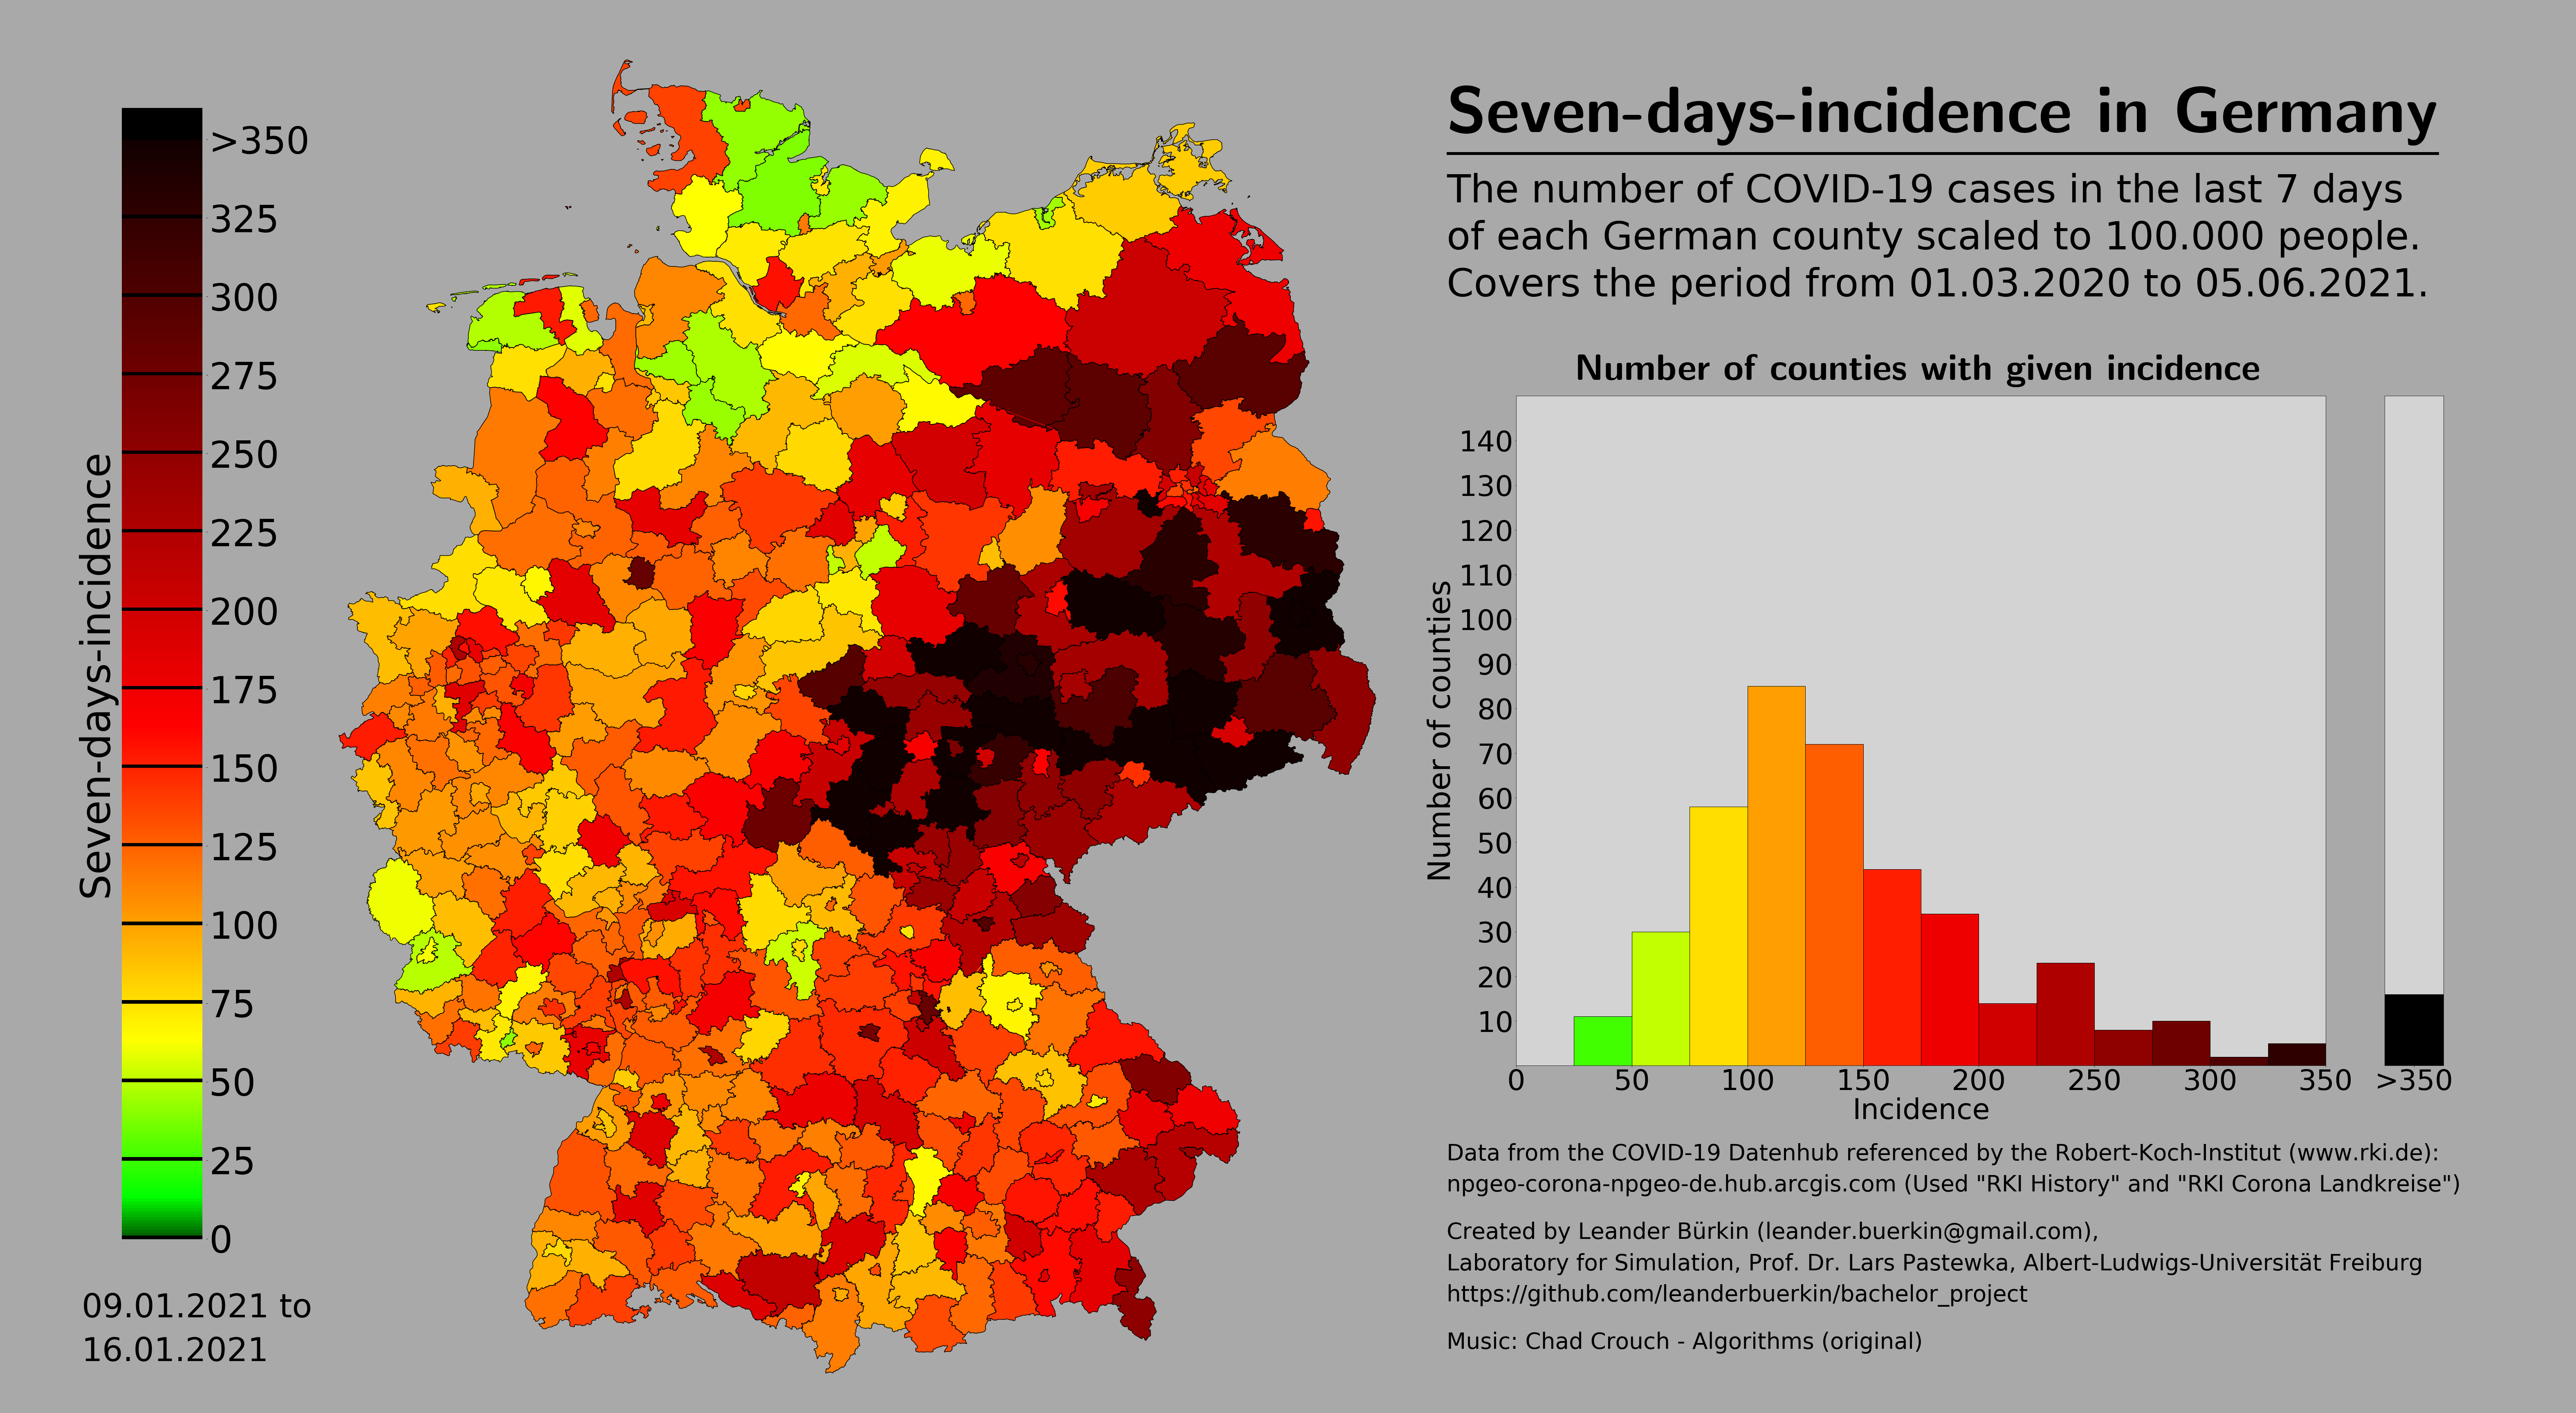 Seven-days-incidence in Germany
The number of COVID-19 cases in the last 7 days
of each German county scaled to 100.000 people.
Covers the period from 01.03.2020 to 05.06.2021.
Seven-days-incidence
>350
325
300
275
250
225
200
175
150
125
100
75
50
25
0
09.01.2021 to
16.01.2021
Number of counties with given incidence
Number of counties
140
130
120
110
100
90
80
70
60
50
40
30
20
10
0 50 100 150 200 250 300 350 >350
Incidence
Data from the COVID-19 Datenhub referenced by the Robert-Koch-Institut (www.rki.de):
npgeo-corona-npgeo-de.hub.arcgis.com (Used "RKI History" and "RKI Corona Landkreise")
Created by Leander Bürkin (leander.buerkin@gmail.com),
Laboratory for Simulation, Prof. Dr. Lars Pastewka, Albert-Ludwigs-Universität Freiburg
https://github.com/leanderbuerkin/bachelor_project
Music: Chad Crouch - Algorithms (original)